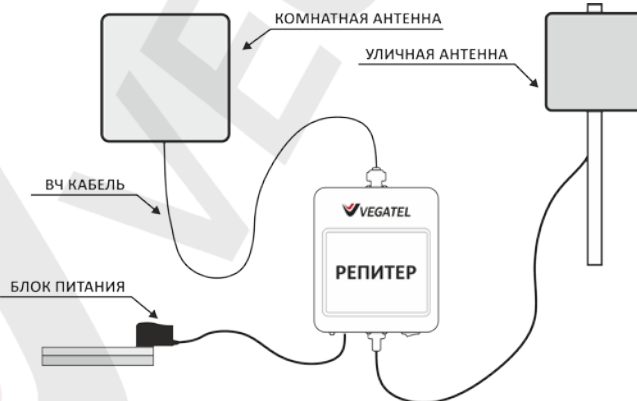 КОМНАТНАЯ АНТЕННА
УЛИЧНАЯ АНТЕННА
ВЧ КАБЕЛЬ
VEGATEL
РЕПИТЕР
БЛОК ПИТАНИЯ